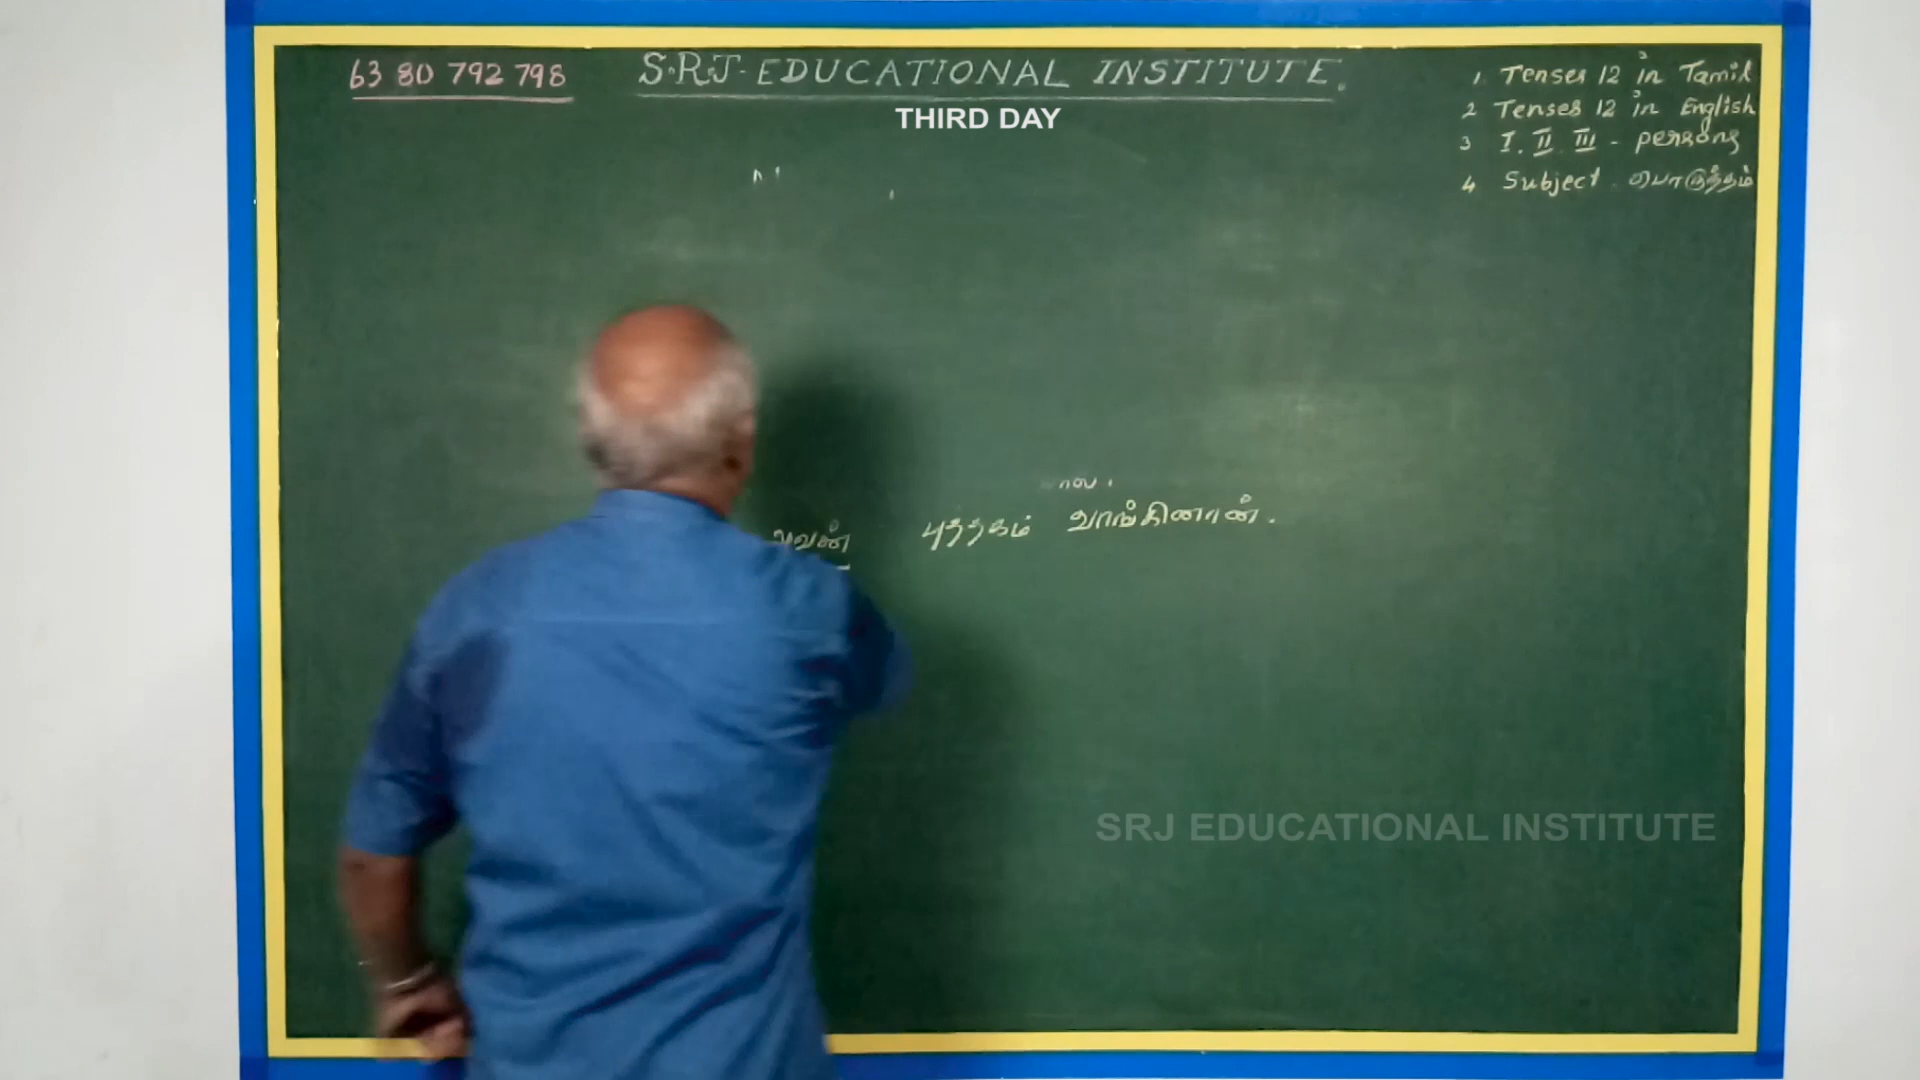 63 80 792 798
S.R.J. EDUCATIONAL INSTITUTE.
THIRD DAY
1 Tenses 12 in Tamil
2 Tenses 12 in English
3 I. II III - persons
4 Subject . பொருத்தம்
அவன் புத்தகம் வாங்கினான்.
SRJ EDUCATIONAL INSTITUTE